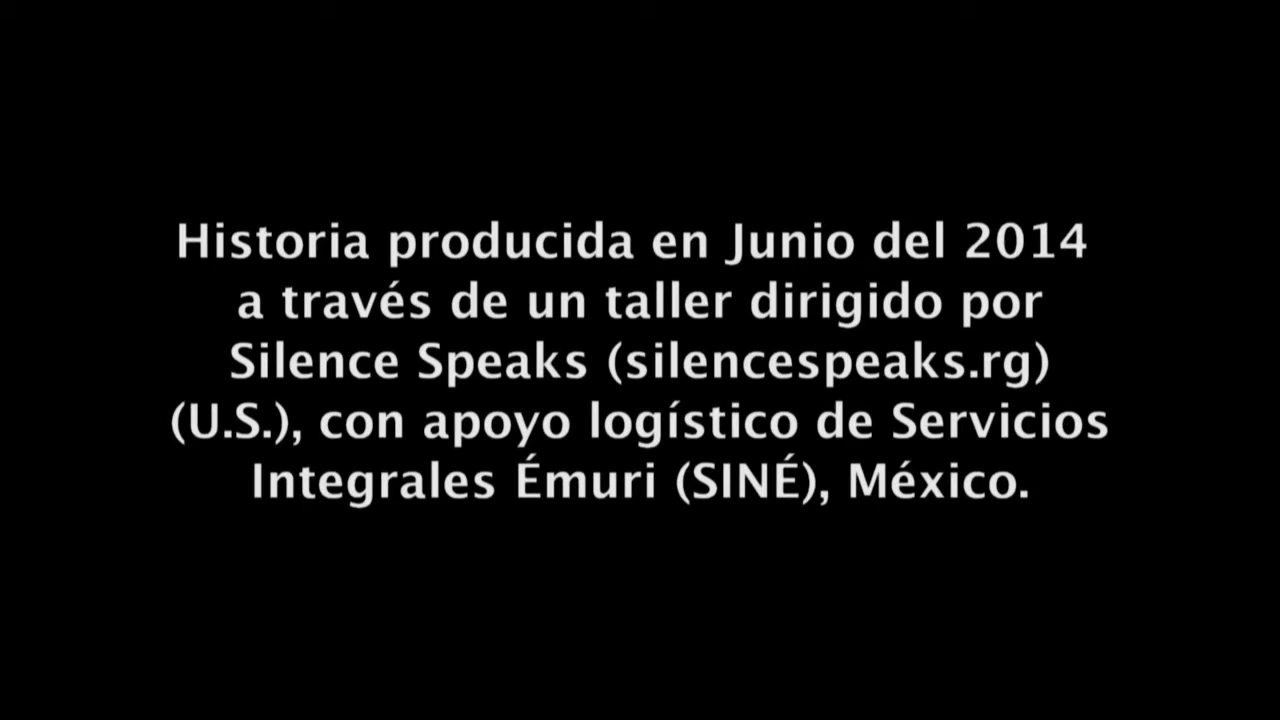 Historia producida en Junio del 2014
a través de un taller dirigido por
Silence Speaks (silencespeaks.rg)
(U.S.), con apoyo logístico de Servicios
Integrales Émuri (SINÉ), México.